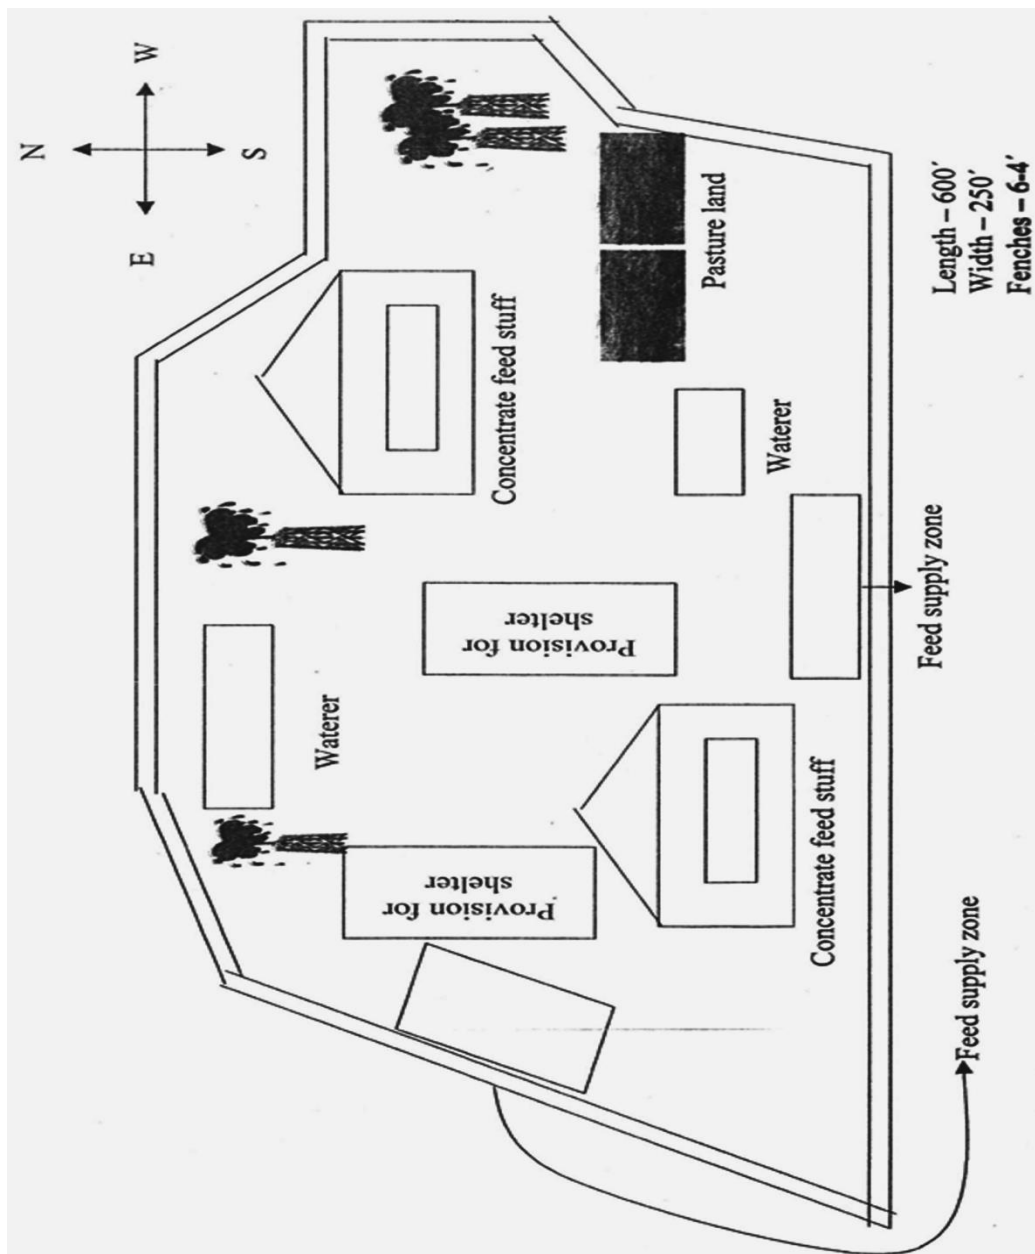 N
W
S
E
Concentrate feed stuff
Pasture land
Length – 600′
Width – 250′
Fenches – 6-4′
Waterer
Feed supply zone
Provision for
shelter
Waterer
Concentrate feed stuff
Provision for
shelter
Feed supply zone